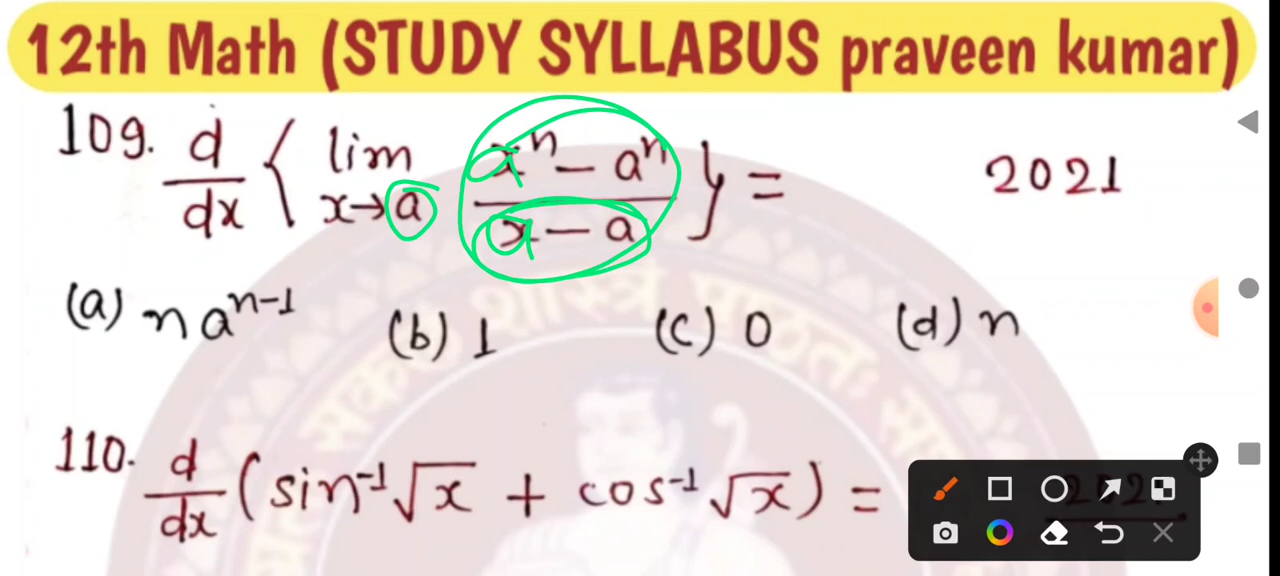 12th Math (STUDY SYLLABUS praveen kumar)
109. d/dx { lim x→a (xⁿ − aⁿ)/(x − a) } = 2021
(a) n aⁿ⁻¹ (b) 1 (c) 0 (d) n
110. d/dx (sin⁻¹√x + cos⁻¹√x) =